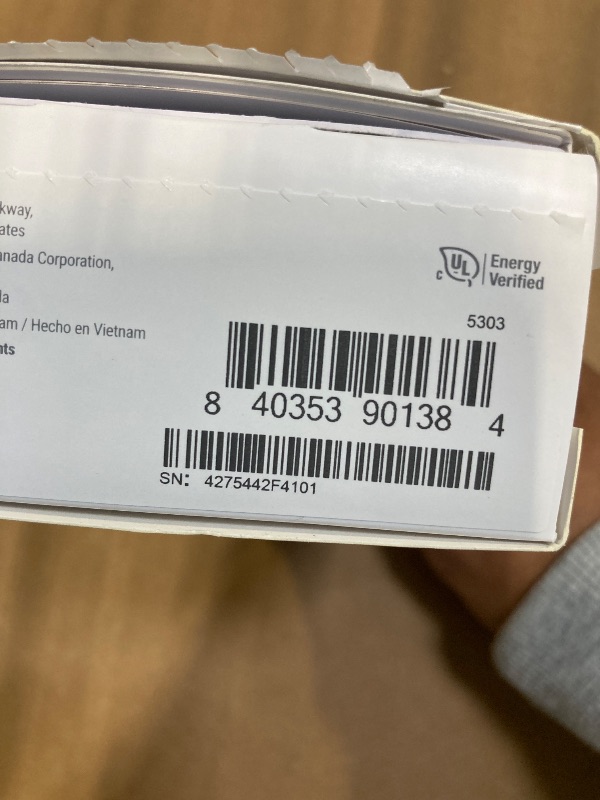 kway,
ates
anada Corporation,
da
am / Hecho en Vietnam
nts
c UL Energy
Verified
5303
8 40353 90138 4
SN: 4275442F4101